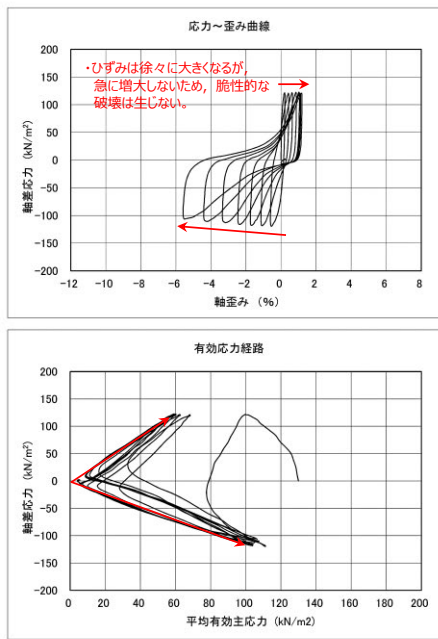 応力～歪み曲線
・ひずみは徐々に大きくなるが，
急に増大しないため，脆性的な
破壊は生じない。
軸差応力 (kN/m²)
200
150
100
50
0
-50
-100
-150
-200
-12 -10 -8 -6 -4 -2 0 2 4 6 8
軸歪み （%）
有効応力経路
軸差応力 (kN/m²)
200
150
100
50
0
-50
-100
-150
-200
0 20 40 60 80 100 120 140 160 180 200
平均有効主応力 (kN/m2)